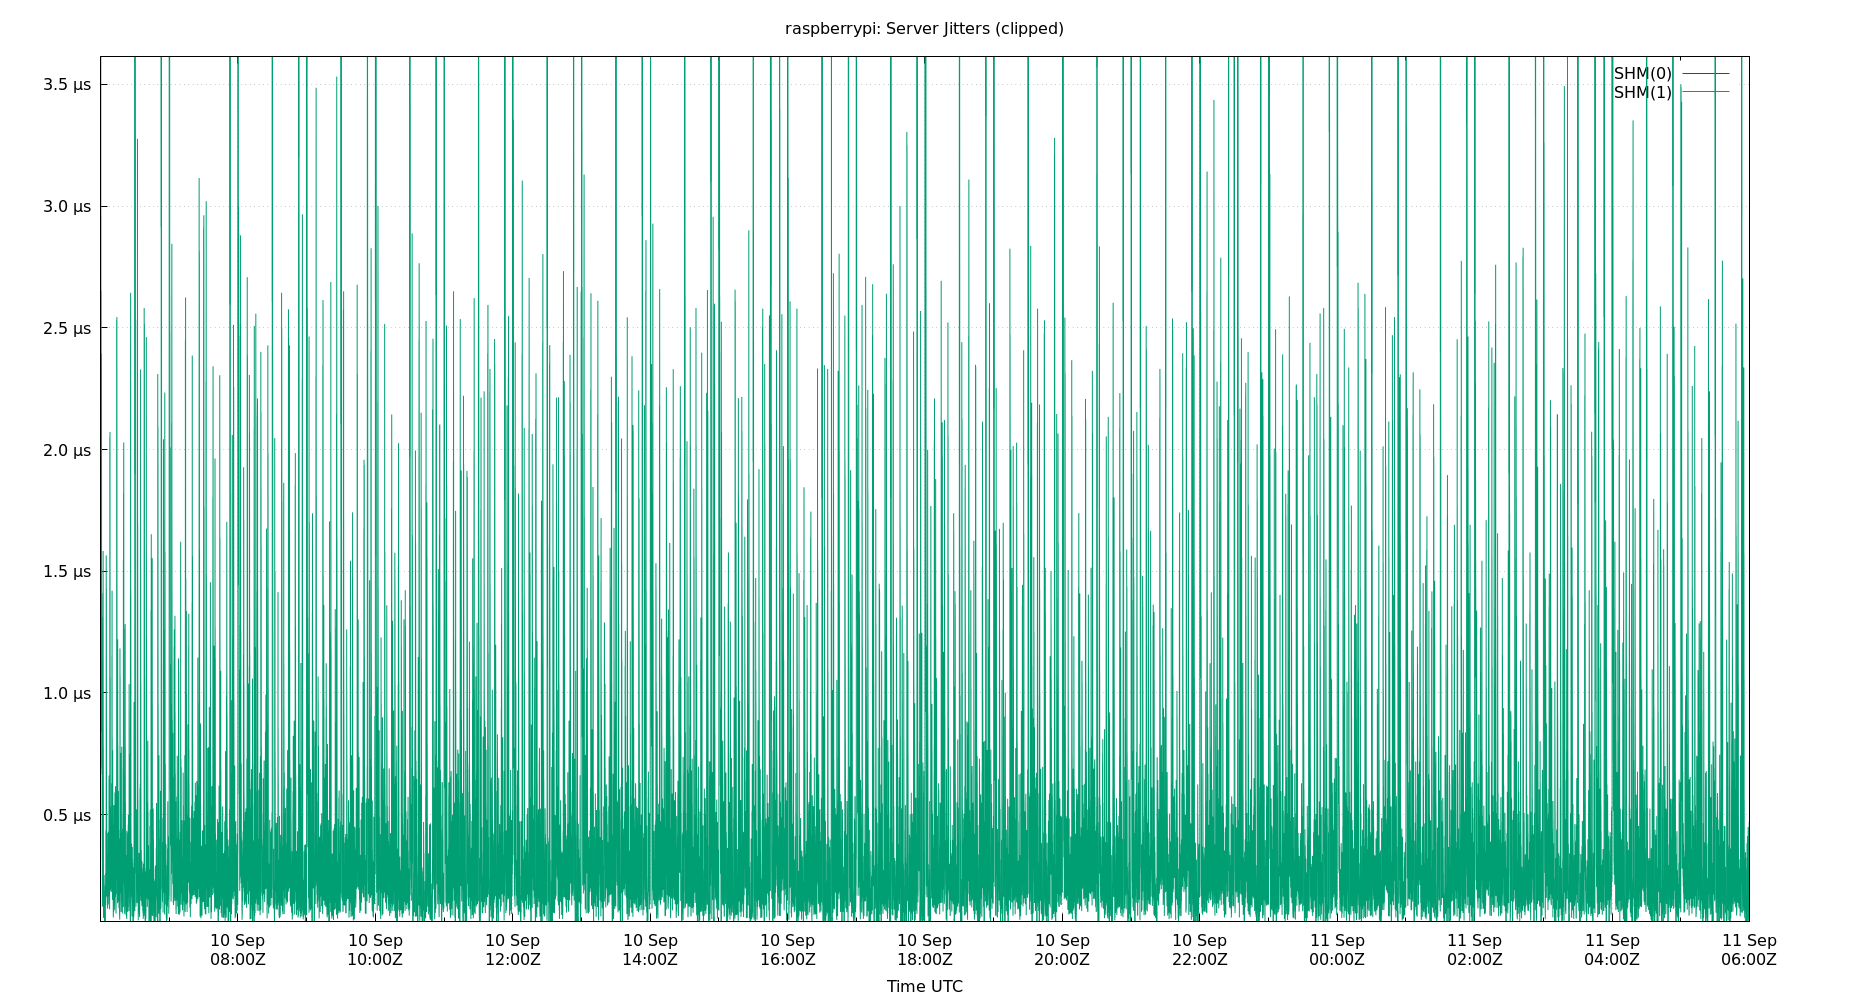 raspberrypi: Server Jitters (clipped)
3.5 µs
3.0 µs
2.5 µs
2.0 µs
1.5 µs
1.0 µs
0.5 µs
SHM(0)
SHM(1)
10 Sep 10 Sep 10 Sep 10 Sep 10 Sep 10 Sep 10 Sep 10 Sep 11 Sep 11 Sep 11 Sep 11 Sep
08:00Z 10:00Z 12:00Z 14:00Z 16:00Z 18:00Z 20:00Z 22:00Z 00:00Z 02:00Z 04:00Z 06:00Z
Time UTC